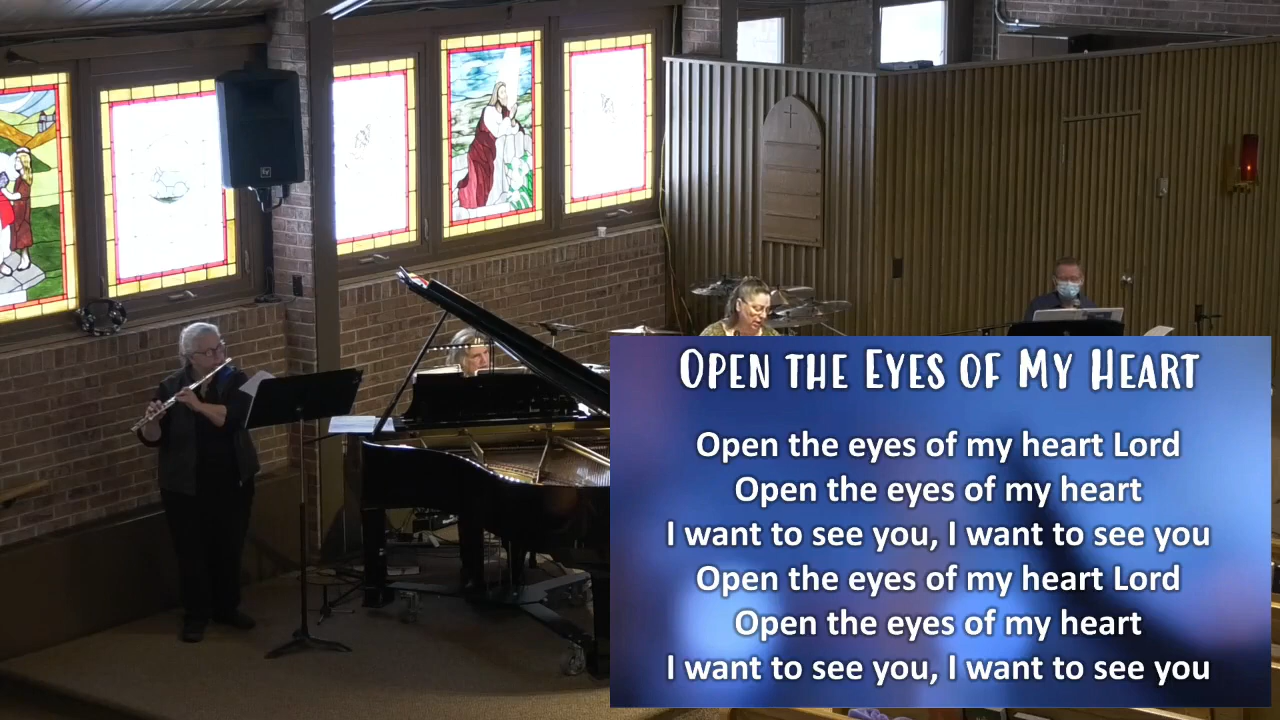 OPEN THE EYES OF MY HEART
Open the eyes of my heart Lord
Open the eyes of my heart
I want to see you, I want to see you
Open the eyes of my heart Lord
Open the eyes of my heart
I want to see you, I want to see you